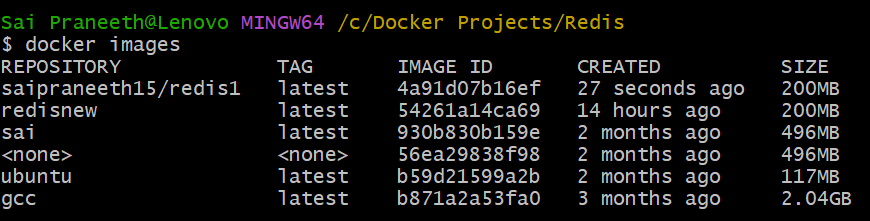 Sai Praneeth@Lenovo MINGW64 /c/Docker Projects/Redis
$ docker images
REPOSITORY TAG IMAGE ID CREATED SIZE
saipraneeth15/redis1 latest 4a91d07b16ef 27 seconds ago 200MB
redisnew latest 54261a14ca69 14 hours ago 200MB
sai latest 930b830b159e 2 months ago 496MB
<none> <none> 56ea29838f98 2 months ago 496MB
ubuntu latest b59d21599a2b 2 months ago 117MB
gcc latest b871a2a53fa0 3 months ago 2.04GB